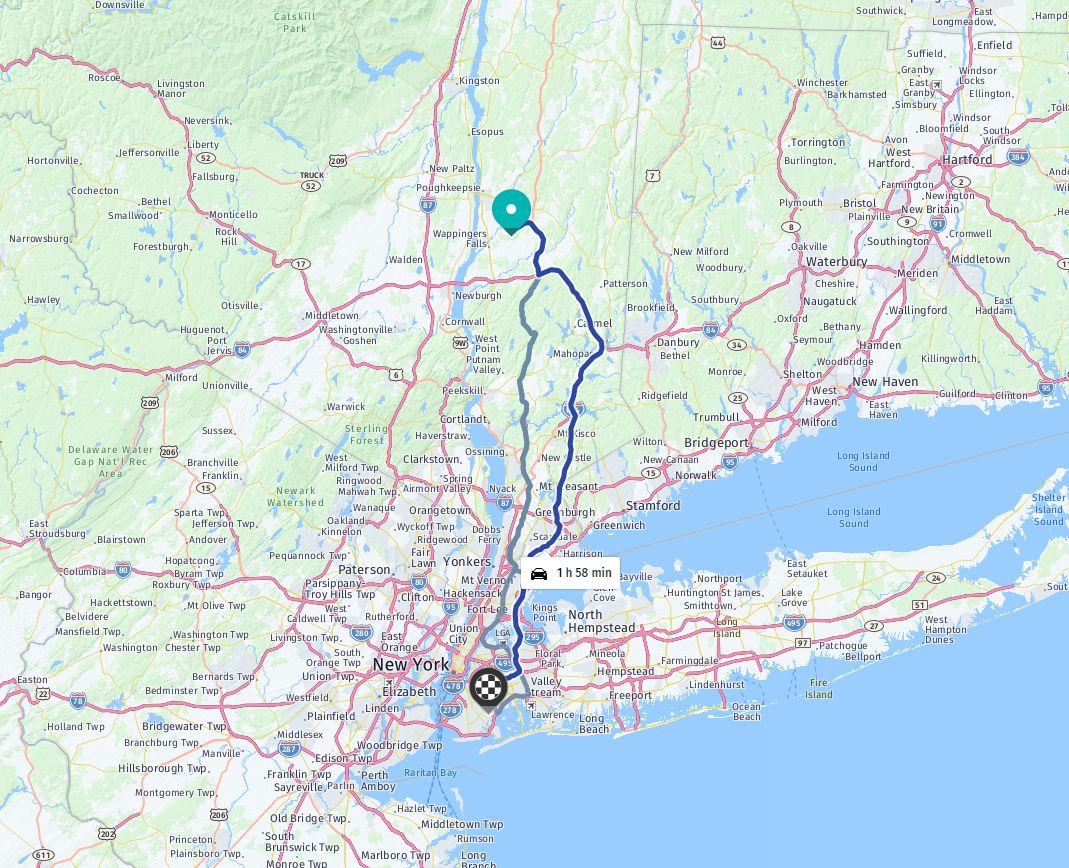 Downsville
Catskill
Park
Southwick
East
Longmeadow
Hampd
44
Suffield
Enfield
Roscoe
Livingston
Manor
Kingston
Winchester
Barkhamsted
Granby
East
Granby
Simsbury
Windsor
Locks
Ellington
Neversink
Windsor
Bloomfield
South
Windsor
Toll
Esopus
Liberty
52
Hortonville
Jeffersonville
209
Torrington
Burlington
Avon
West
Hartford
Hartford
384
Fallsburg
TRUCK
52
New Paltz
7
Farmington
2
Cochecton
Poughkeepsie
87
Bethel
Smallwood
Monticello
Plymouth
Bristol
Plainville
New Britain
9
91
Rock
Hill
Wappingers
Falls
8
Southington
Cromwell
Narrowsburg
Forestburg
New Milford
Woodbury
Oakville
Waterbury
Middletown
Walden
17
Cheshire
Meriden
Hawley
Otisville
Newburgh
Patterson
Southbury
Naugatuck
East
Haddam
Middletown
Brookfield
Wallingford
Huguenot
Port
Jervis
84
Washingtonville
Goshen
Cornwall
9W
West
Point
Putnam
Valley
Carmel
84
Oxford
Bethany
Seymour
Hamden
Mahopac
Danbury
Bethel
34
Woodbridge
Killingworth
Milford
Unionville
6
Peekskill
Monroe
Shelton
West
Haven
New Haven
95
209
Warwick
Ridgefield
25
East
Haven
Guilford
Clinton
Cortlandt
Trumbull
Milford
Sterling
Forest
Haverstraw
Sussex
206
Mt Kisco
Wilton
Bridgeport
Delaware Water
Gap Nat'l Rec
Area
Branchville
Franklin
West
Milford Twp
Clarkstown
Ossining
New Castle
New Canaan
15
Norwalk
95
Long Island
Sound
15
Ringwood
Mahwah Twp
Spring
Airmont Valley
Nyack
Mt Pleasant
Newark
Watershed
Wanaque
87
Stamford
Shelter
Island
Sound
Sparta Twp
Jefferson Twp
Orangetown
Greenburgh
Greenwich
Long Island
Sound
East
Stroudsburg
Blairstown
Andover
Oakland
Kinnelon
Wyckoff Twp
Dobbs
Ferry
Scarsdale
Pequannock Twp
Fair
Lawn
Ridgewood
Harrison
Columbia
80
Hopatcong
Byram Twp
Roxbury Twp
Parsippany
Troy Hills Twp
Paterson
80
Yonkers
1 h 58 min
Bayville
Glen
Cove
Northport
East
Setauket
24
Mt Vernon
Hackensack
Huntington
St James
Smithtown
Lake
Grove
Hackettstown
Mt Olive Twp
Clifton
95
Fort Lee
Kings
Point
51
Belvidere
Mansfield Twp
Caldwell Twp
Rutherford
North
Hempstead
Long
Island
495
27
West
Hampton
Dunes
Washington
Washington Twp
Chester Twp
280
Livingston Twp
East
Orange
Union
City
LGA
295
97
Patchogue
Bellport
South
Orange Twp
New York
495
Floral
Park
Mineola
Farmingdale
Easton
22
78
Bernards Twp
Bedminster Twp
Westfield
Elizabeth
478
Valley
Stream
Hempstead
Freeport
Lindenhurst
Fire
Island
Linden
278
Lawrence
Ocean
Beach
Holland Twp
Bridgewater Twp
Plainfield
Long
Beach
Branchburg Twp
Middlesex
287
Woodbridge Twp
Hillsborough Twp
Edison Twp
Raritan Bay
Franklin Twp
Sayreville
Parlin
Perth
Amboy
Montgomery Twp
206
Hazlet Twp
202
Old Bridge Twp
Middletown Twp
Rumson
611
Princeton
Plainsboro Twp
South
Brunswick Twp
Monroe Twp
Marlboro Twp
Long
Branch